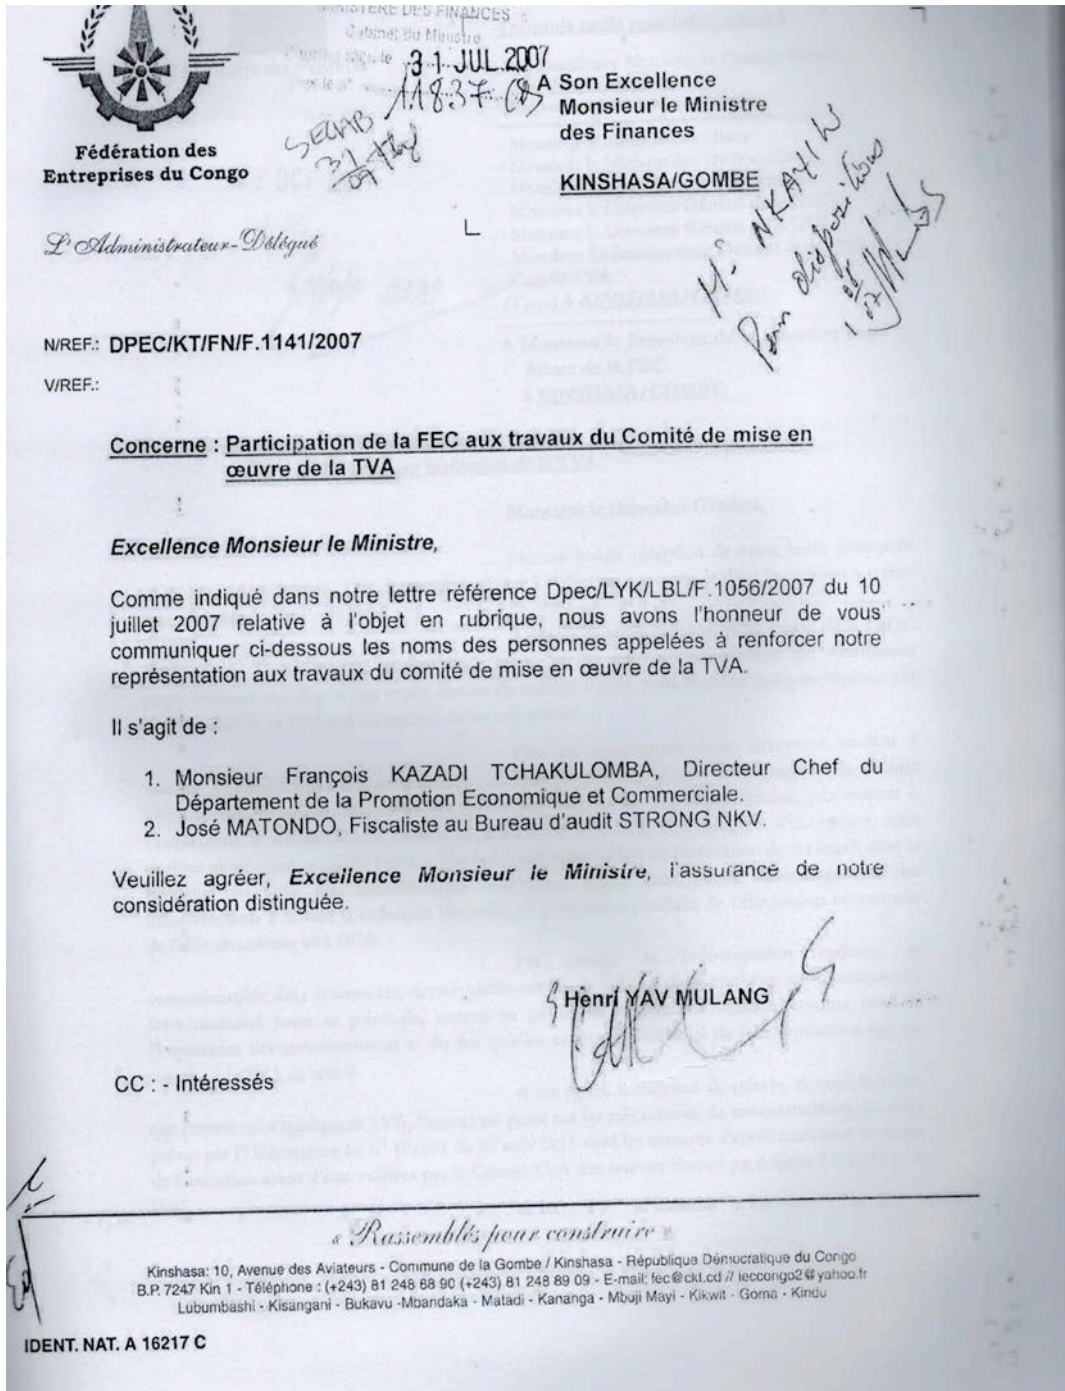 MINISTERE DES FINANCES
Cabinet du Ministre
31 JUL. 2007
11837
SECAB
31
A Son Excellence
Monsieur le Ministre
des Finances
KINSHASA/GOMBE
Mr NKAYILU
Pour dispositions
Fédération des
Entreprises du Congo
L'Administrateur-Délégué
N/REF.: DPEC/KT/FN/F.1141/2007
V/REF.:
Concerne : Participation de la FEC aux travaux du Comité de mise en
œuvre de la TVA
Excellence Monsieur le Ministre,
Comme indiqué dans notre lettre référence Dpec/LYK/LBL/F.1056/2007 du 10
juillet 2007 relative à l'objet en rubrique, nous avons l'honneur de vous
communiquer ci-dessous les noms des personnes appelées à renforcer notre
représentation aux travaux du comité de mise en œuvre de la TVA.
Il s'agit de :
1. Monsieur François KAZADI TCHAKULOMBA, Directeur Chef du
Département de la Promotion Economique et Commerciale.
2. José MATONDO, Fiscaliste au Bureau d'audit STRONG NKV.
Veuillez agréer, Excellence Monsieur le Ministre, l'assurance de notre
considération distinguée.
Henri YAV MULANG
CC : - Intéressés
« Rassemblés pour construire »
Kinshasa: 10, Avenue des Aviateurs - Commune de la Gombe / Kinshasa - République Démocratique du Congo
B.P. 7247 Kin 1 - Téléphone : (+243) 81 248 68 90 (+243) 81 248 89 09 - E-mail: fec@ckt.cd // feccongo2@yahoo.fr
Lubumbashi - Kisangani - Bukavu -Mbandaka - Matadi - Kananga - Mbuji Mayi - Kikwit - Goma - Kindu
IDENT. NAT. A 16217 C